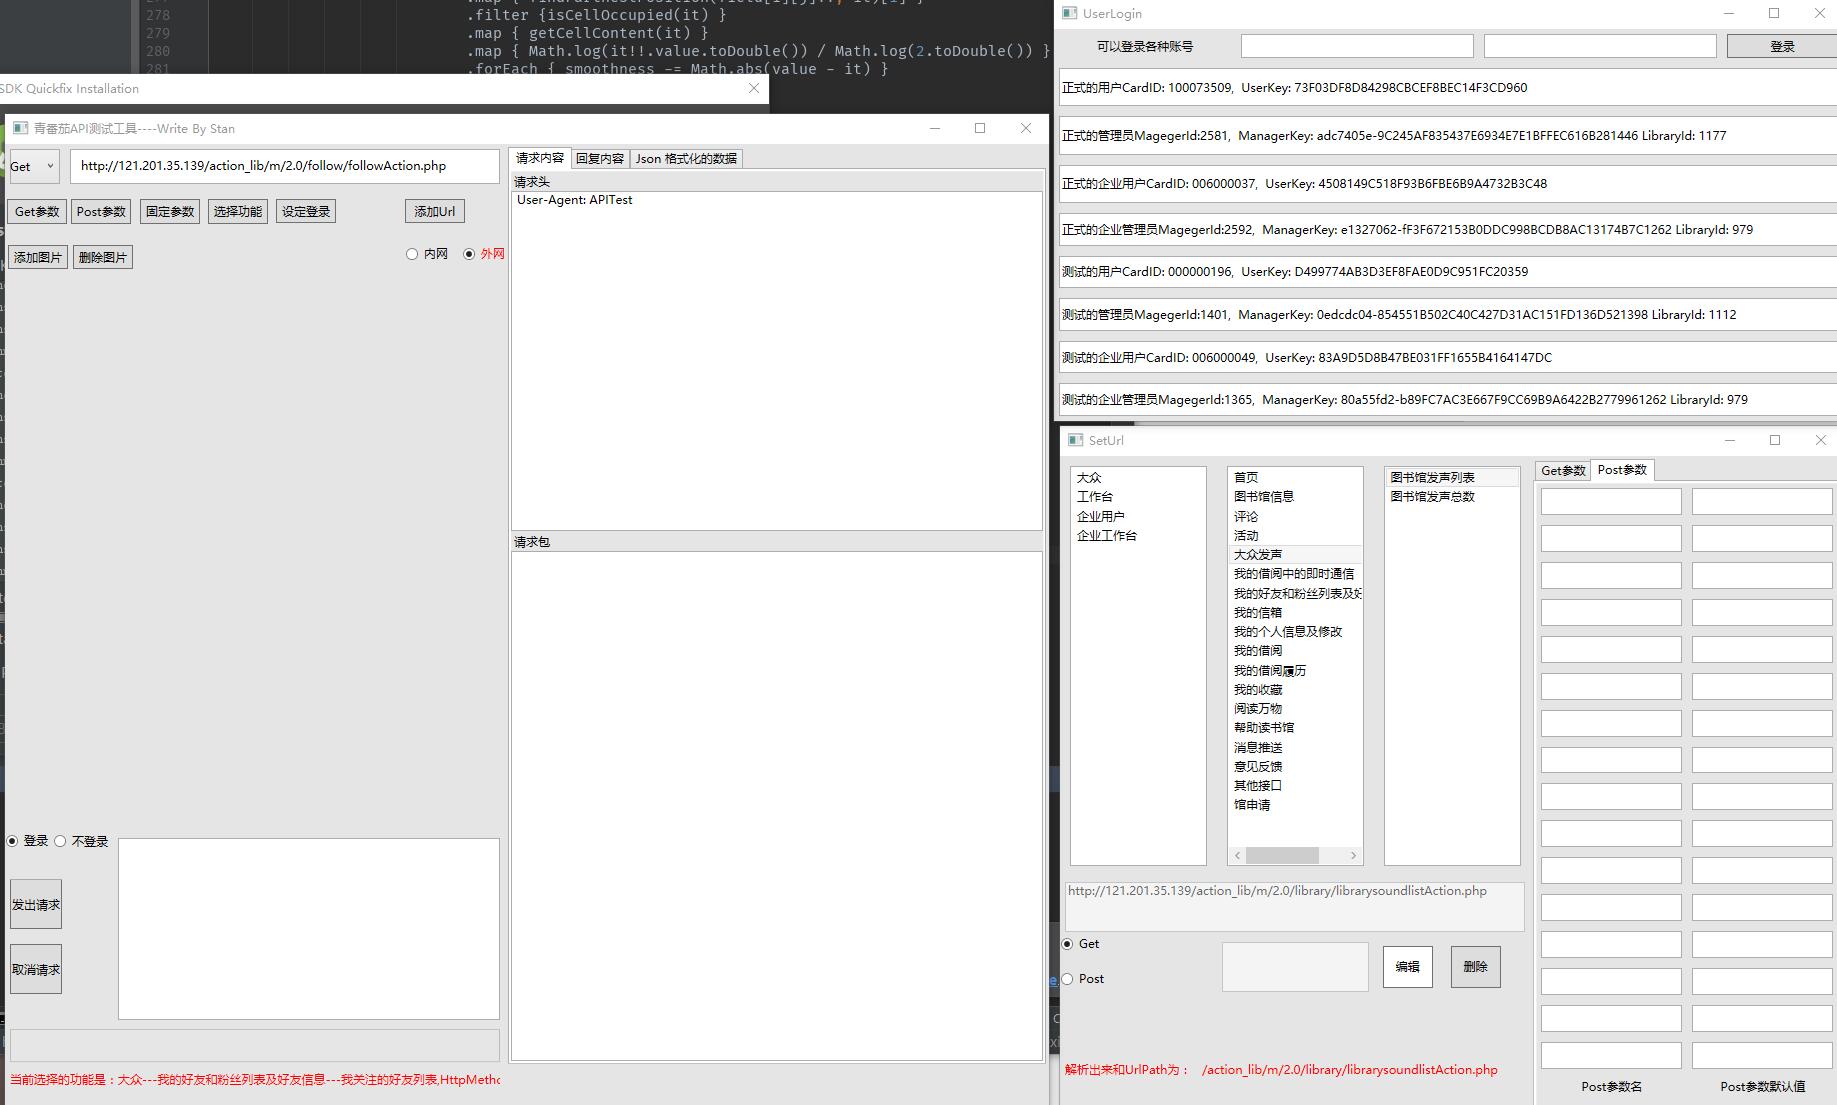 278
.filter {isCellOccupied(it) }
279
.map { getCellContent(it) }
280
.map { Math.log(it!!.value.toDouble()) / Math.log(2.toDouble()) }
281
.forEach { smoothness -= Math.abs(value - it) }
SDK Quickfix Installation
青番茄API测试工具----Write By Stan
Get
http://121.201.35.139/action_lib/m/2.0/follow/followAction.php
Get参数 Post参数 固定参数 选择功能 设定登录 添加Url
添加图片 删除图片 内网 外网
请求内容 回复内容 Json 格式化的数据
请求头
User-Agent: APITest
请求包
登录 不登录
发出请求
取消请求
当前选择的功能是：大众---我的好友和粉丝列表及好友信息---我关注的好友列表,HttpMetho
UserLogin
可以登录各种账号 登录
正式的用户CardID: 100073509, UserKey: 73F03DF8D84298CBCEF8BEC14F3CD960
正式的管理员MagegerId:2581, ManagerKey: adc7405e-9C245AF835437E6934E7E1BFFEC616B281446 LibraryId: 1177
正式的企业用户CardID: 006000037, UserKey: 4508149C518F93B6FBE6B9A4732B3C48
正式的企业管理员MagegerId:2592, ManagerKey: e1327062-fF3F672153B0DDC998BCDB8AC13174B7C1262 LibraryId: 979
测试的用户CardID: 000000196, UserKey: D499774AB3D3EF8FAE0D9C951FC20359
测试的管理员MagegerId:1401, ManagerKey: 0edcdc04-854551B502C40C427D31AC151FD136D521398 LibraryId: 1112
测试的企业用户CardID: 006000049, UserKey: 83A9D5D8B47BE031FF1655B4164147DC
测试的企业管理员MagegerId:1365, ManagerKey: 80a55fd2-b89FC7AC3E667F9CC69B9A6422B2779961262 LibraryId: 979
SetUrl
大众
工作台
企业用户
企业工作台
首页
图书馆信息
评论
活动
大众发声
我的借阅中的即时通信
我的好友和粉丝列表及好
我的信箱
我的个人信息及修改
我的借阅
我的借阅履历
我的收藏
阅读万物
帮助读书馆
消息推送
意见反馈
其他接口
馆申请
图书馆发声列表
图书馆发声总数
Get参数 Post参数
http://121.201.35.139/action_lib/m/2.0/library/librarysoundlistAction.php
Get
Post
编辑 删除
解析出来和UrlPath为： /action_lib/m/2.0/library/librarysoundlistAction.php
Post参数名 Post参数默认值